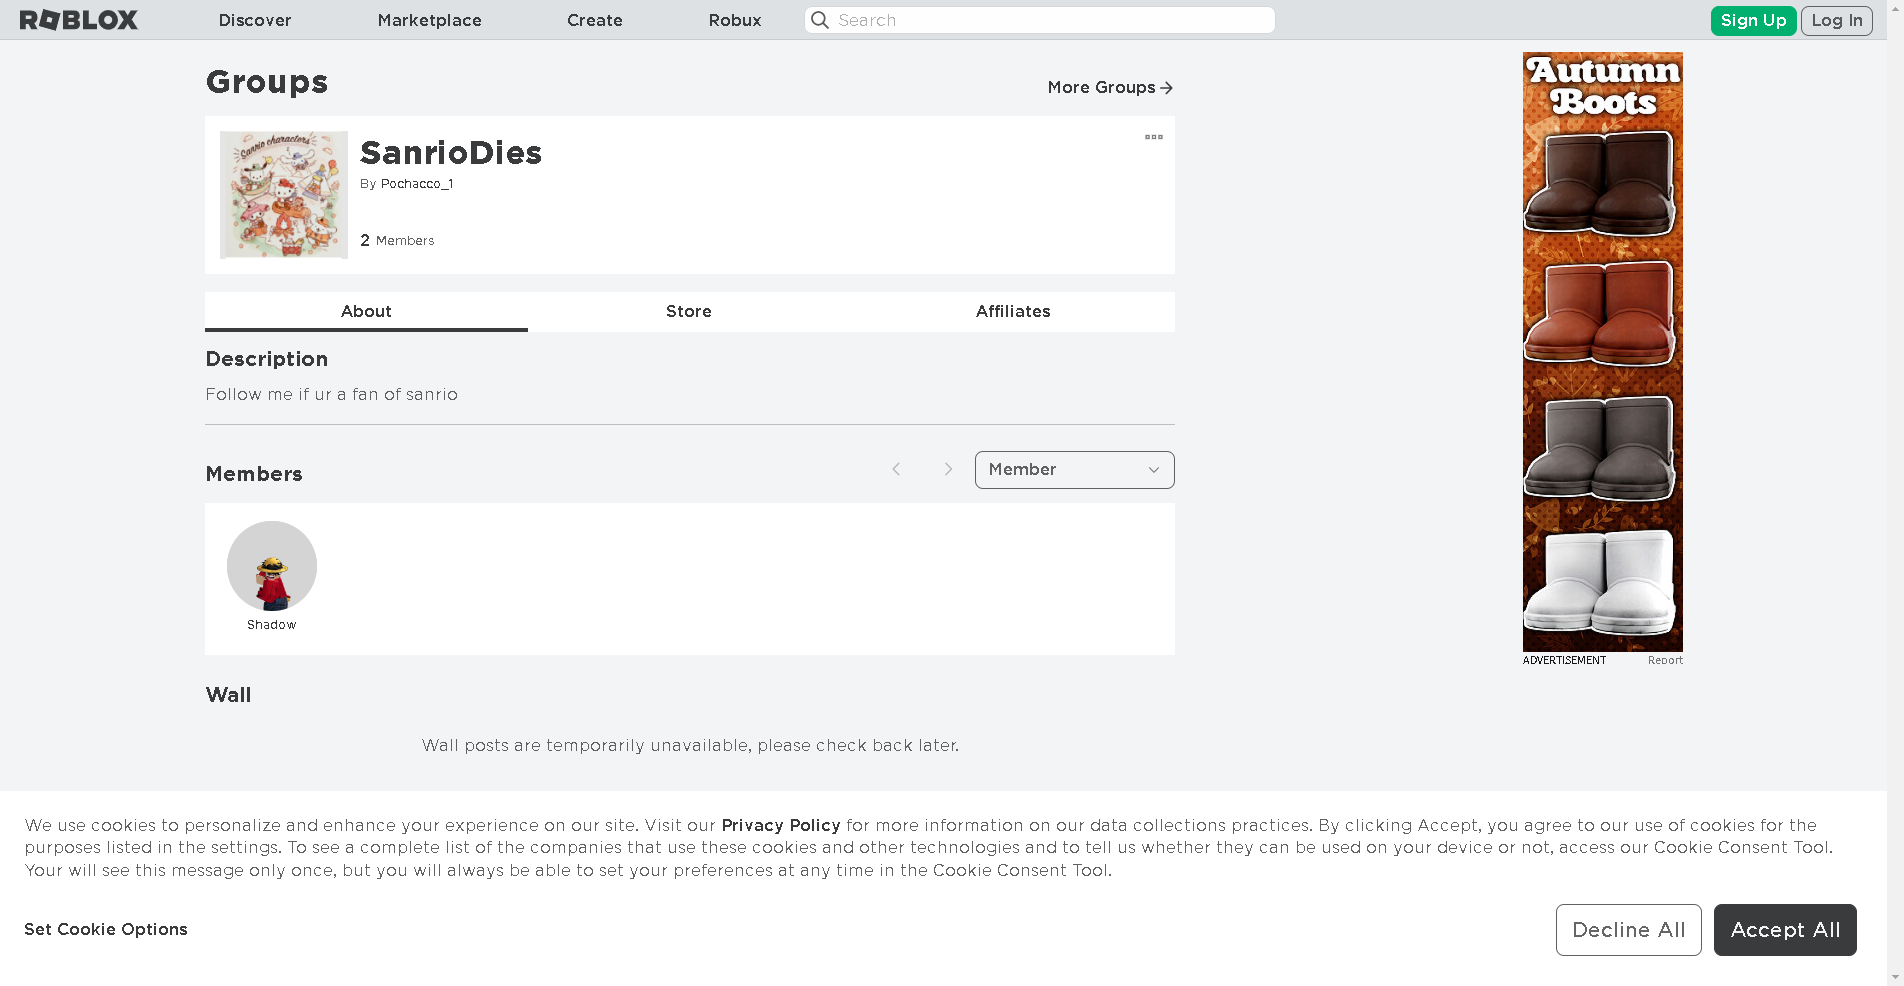 ROBLOX Discover Marketplace Create Robux Search Sign Up Log In
Groups
More Groups
Sanrio characters
SanrioDies
By Pochacco_1
2 Members
About Store Affiliates
Description
Follow me if ur a fan of sanrio
Members
Member
Shadow
Wall
Wall posts are temporarily unavailable, please check back later.
Autumn
Boots
ADVERTISEMENT Report
We use cookies to personalize and enhance your experience on our site. Visit our Privacy Policy for more information on our data collections practices. By clicking Accept, you agree to our use of cookies for the
purposes listed in the settings. To see a complete list of the companies that use these cookies and other technologies and to tell us whether they can be used on your device or not, access our Cookie Consent Tool.
Your will see this message only once, but you will always be able to set your preferences at any time in the Cookie Consent Tool.
Set Cookie Options
Decline All
Accept All